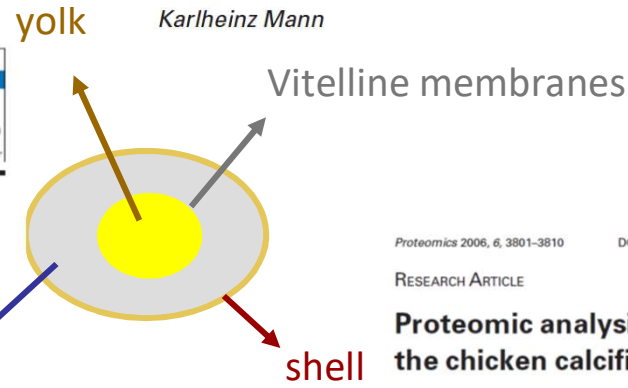 yolk
Karlheinz Mann
Vitelline membranes
Proteomics 2006, 6, 3801–3810
RESEARCH ARTICLE
Proteomic analysi
the chicken calcifi
shell